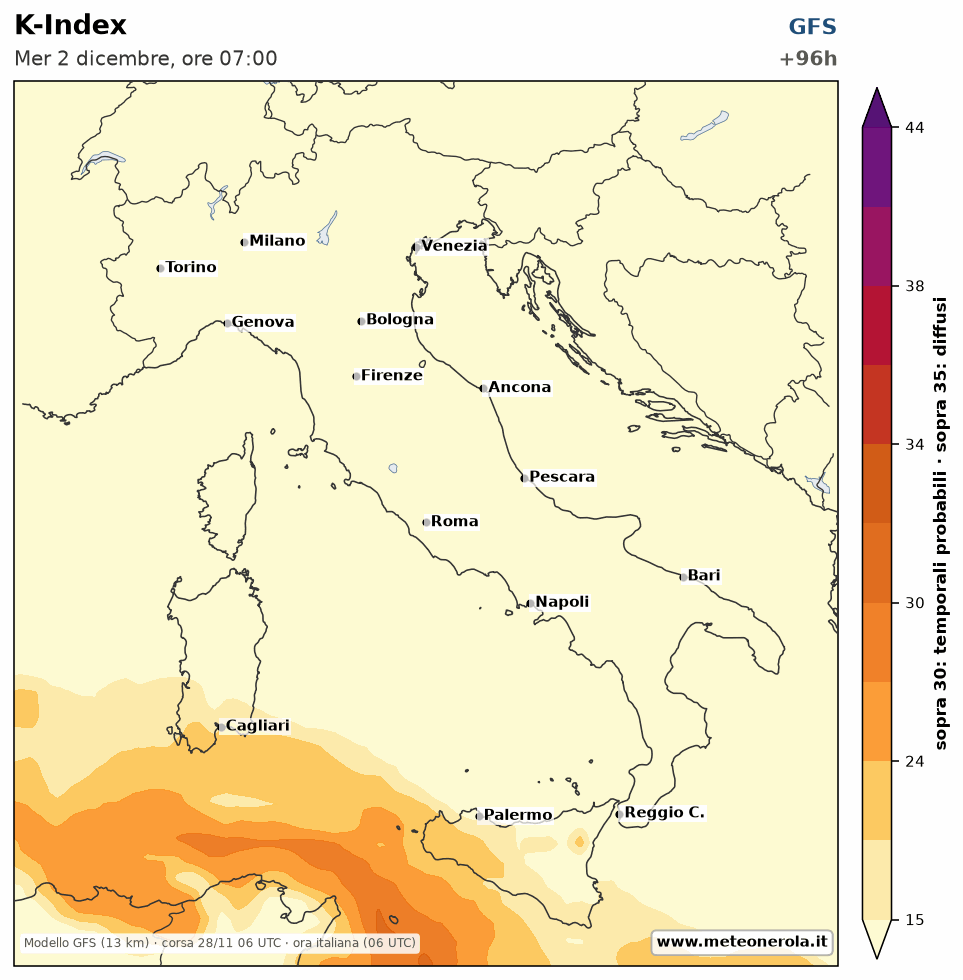 K-Index
GFS
Mer 2 dicembre, ore 07:00
+96h
44
Milano
Venezia
Torino
38
Genova
Bologna
Firenze
Ancona
34
Pescara
Roma
Bari
30
Napoli
Cagliari
24
Palermo
Reggio C.
15
sopra 30: temporali probabili · sopra 35: diffusi
Modello GFS (13 km) · corsa 28/11 06 UTC · ora italiana (06 UTC)
www.meteonerola.it